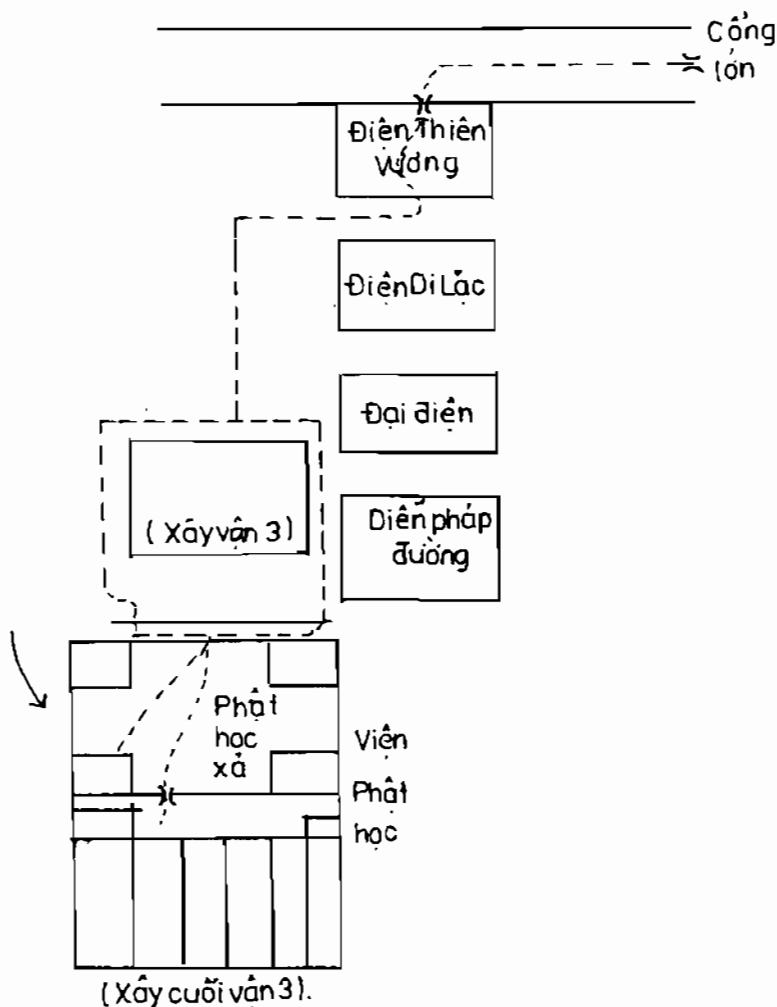 Cổng
lớn
Điện Thiên
Vương
Điện Di Lặc
Đại điện
(Xây vận 3)
Diễn pháp
đường
Phật
học
xá
Viện
Phật
học
(Xây cuối vận 3).